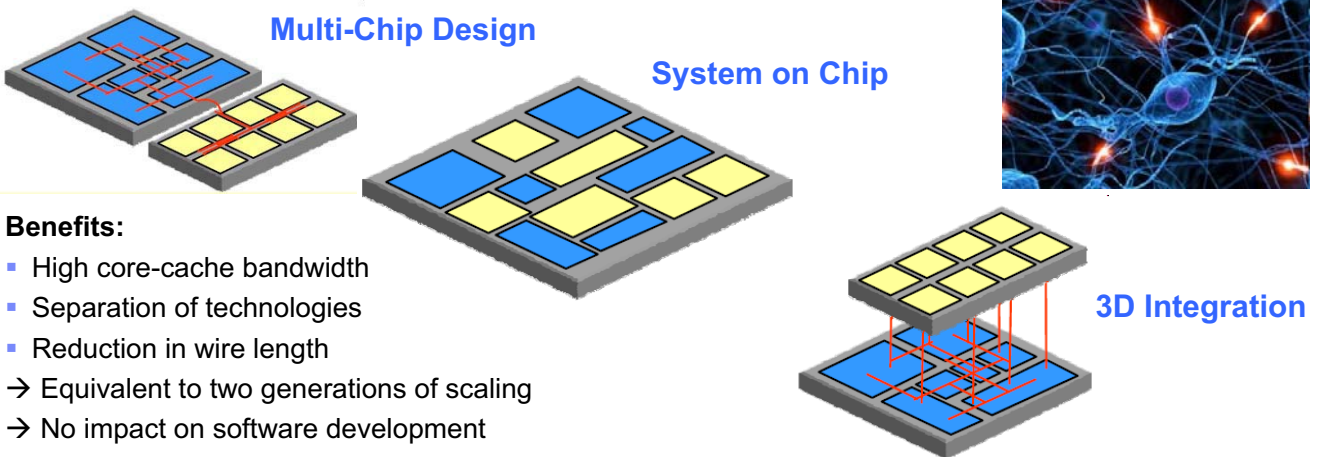 Multi-Chip Design
System on Chip
Benefits:
▪ High core-cache bandwidth
▪ Separation of technologies
▪ Reduction in wire length
→ Equivalent to two generations of scaling
→ No impact on software development
3D Integration